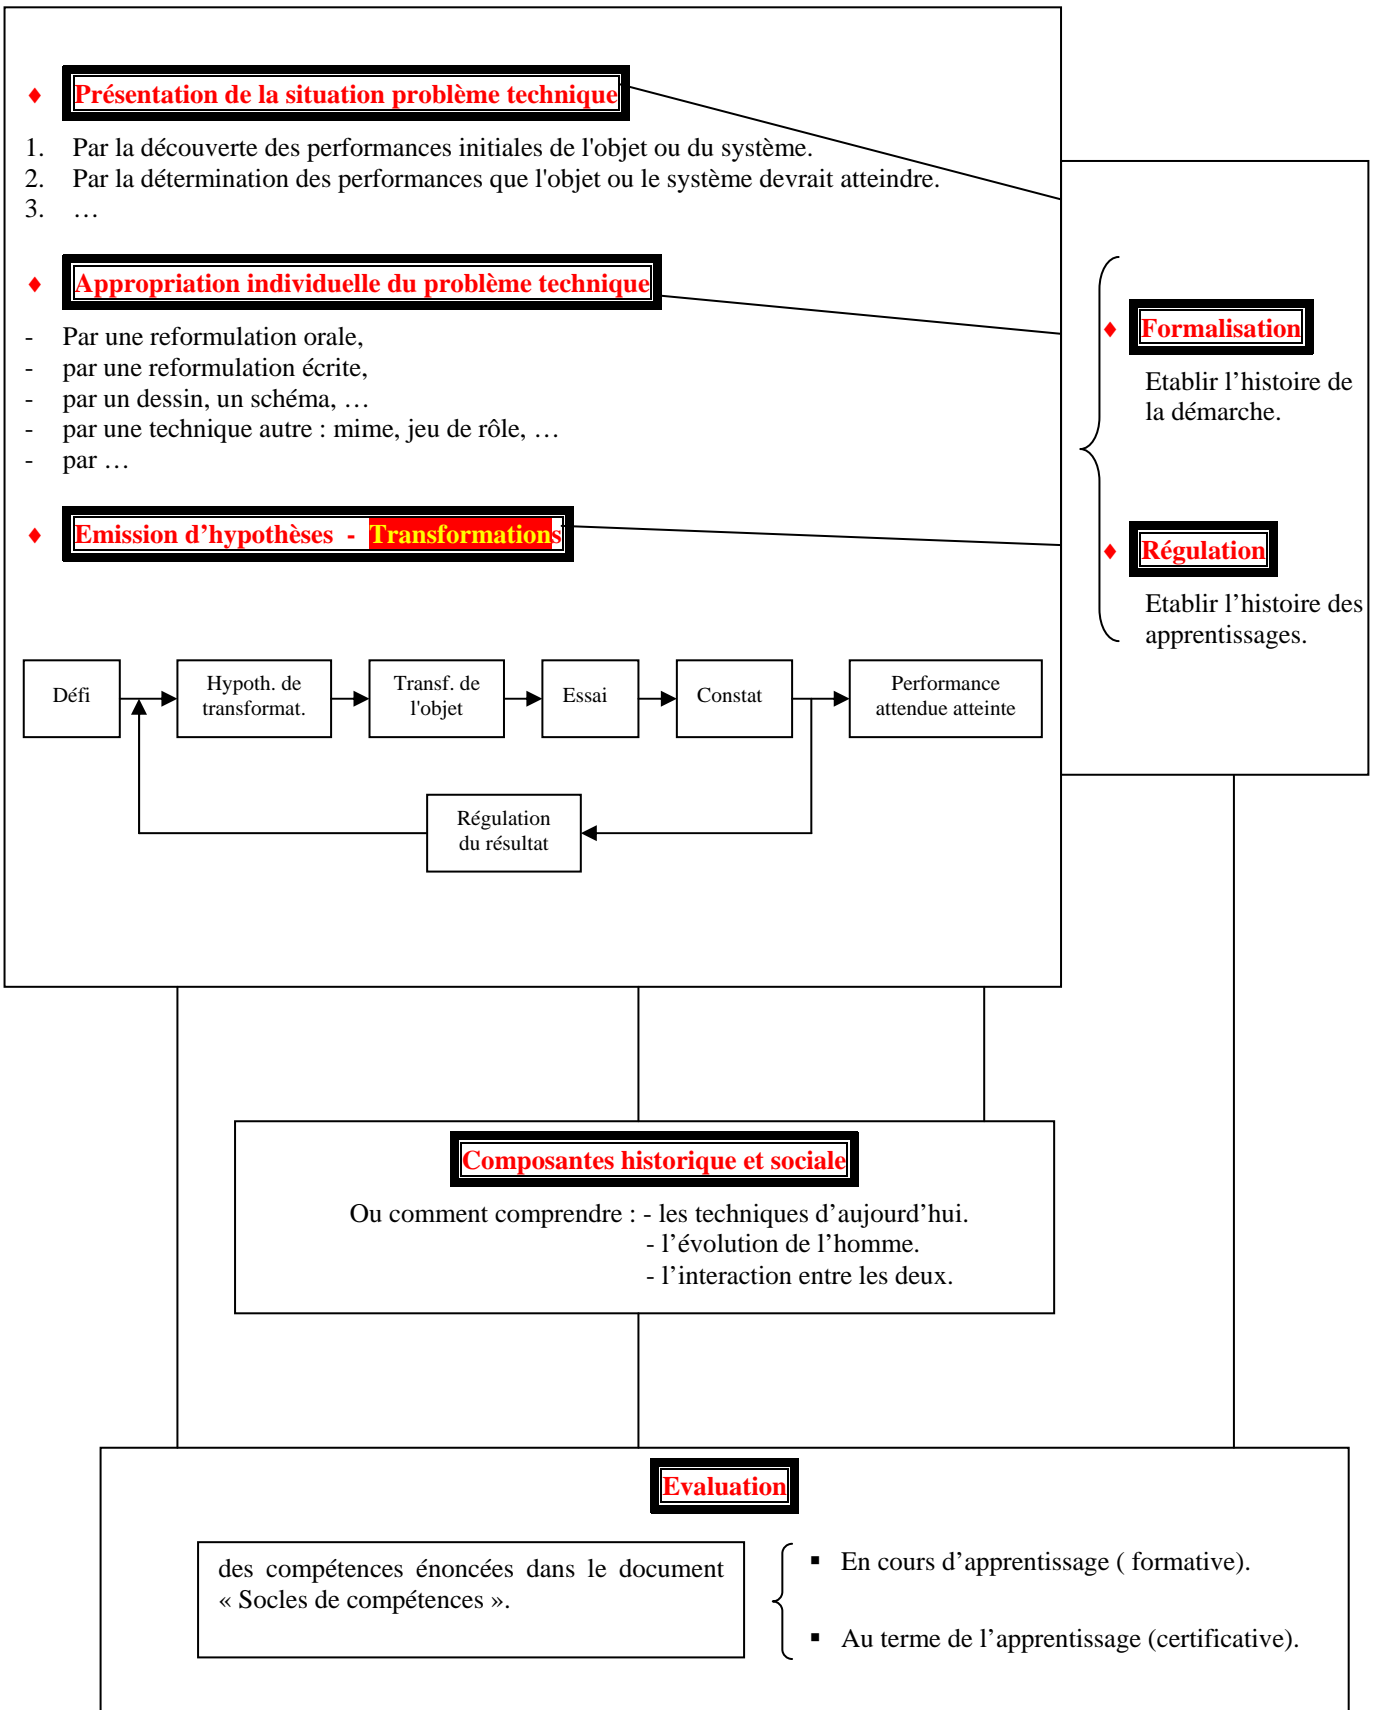 ♦ Présentation de la situation problème technique
1. Par la découverte des performances initiales de l'objet ou du système.
2. Par la détermination des performances que l'objet ou le système devrait atteindre.
3. …
♦ Appropriation individuelle du problème technique
- Par une reformulation orale,
- par une reformulation écrite,
- par un dessin, un schéma, …
- par une technique autre : mime, jeu de rôle, …
- par …
♦ Emission d’hypothèses - Transformations
Défi
Hypoth. de
transformat.
Transf. de
l'objet
Essai
Constat
Performance
attendue atteinte
Régulation
du résultat
♦ Formalisation
Etablir l’histoire de
la démarche.
♦ Régulation
Etablir l’histoire des
apprentissages.
Composantes historique et sociale
Ou comment comprendre : - les techniques d’aujourd’hui.
- l’évolution de l’homme.
- l’interaction entre les deux.
Evaluation
des compétences énoncées dans le document
« Socles de compétences ».
▪ En cours d’apprentissage ( formative).
▪ Au terme de l’apprentissage (certificative).